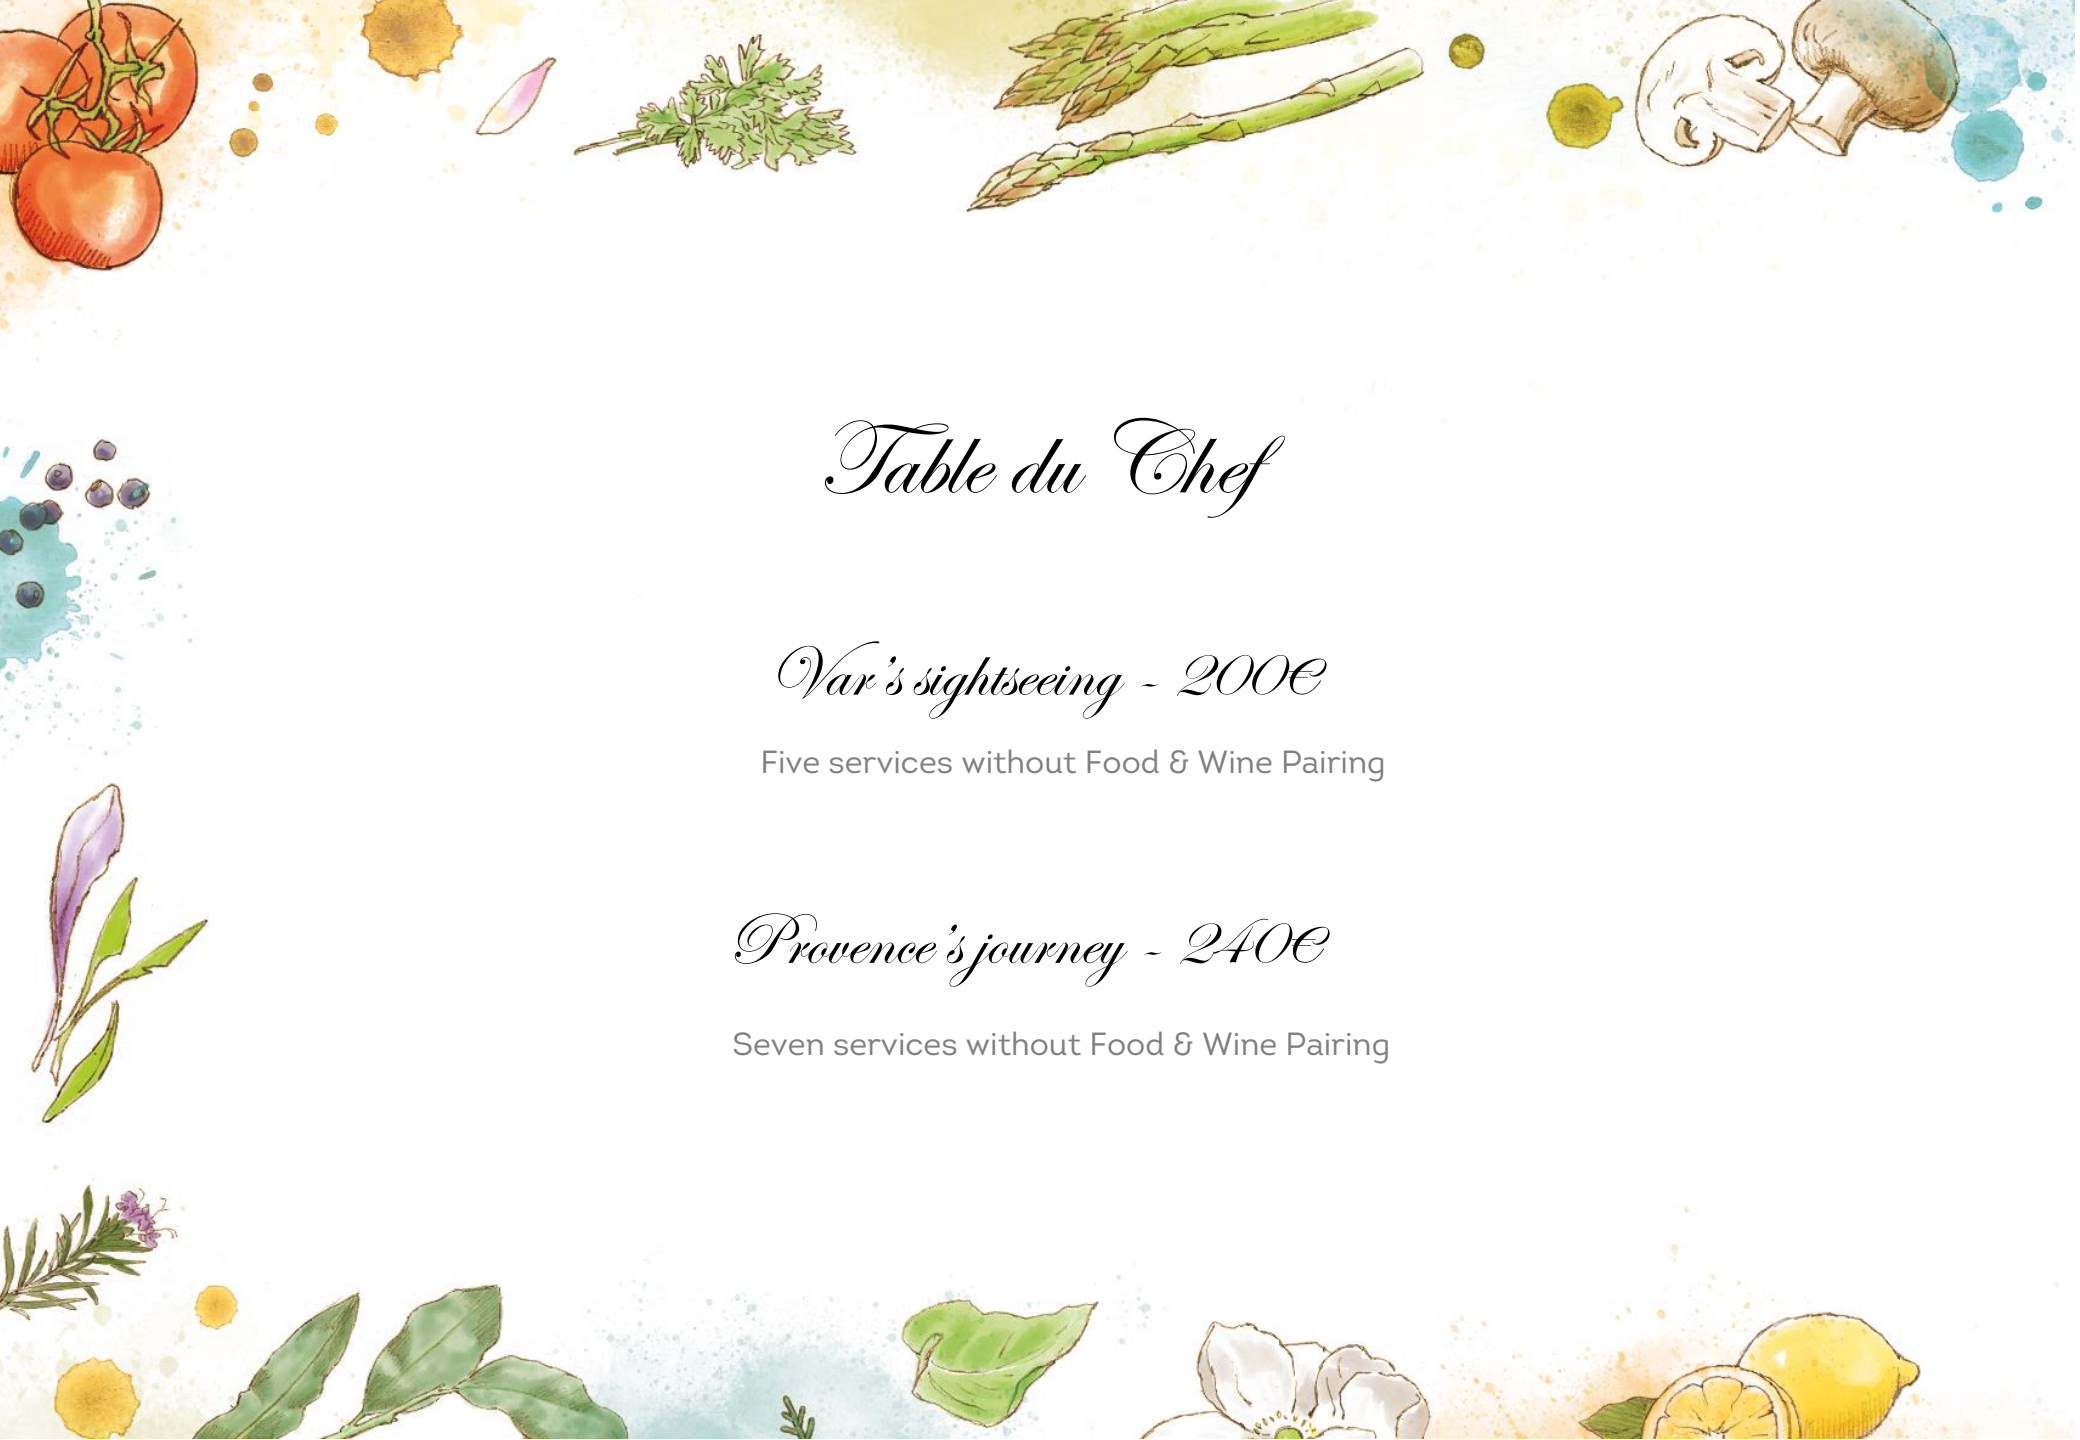 Table du Chef
Var's sightseeing - 200€
Five services without Food & Wine Pairing
Provence's journey - 240€
Seven services without Food & Wine Pairing